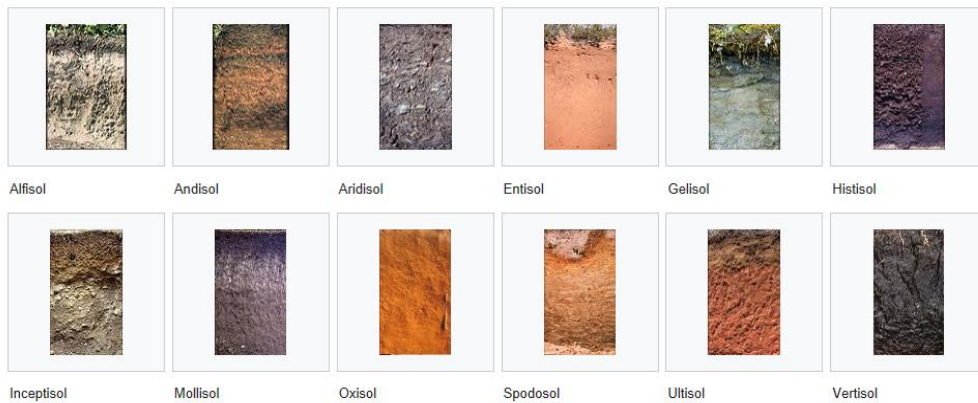 Alfisol Andisol Aridisol Entisol Gelisol Histisol
Inceptisol Mollisol Oxisol Spodosol Ultisol Vertisol